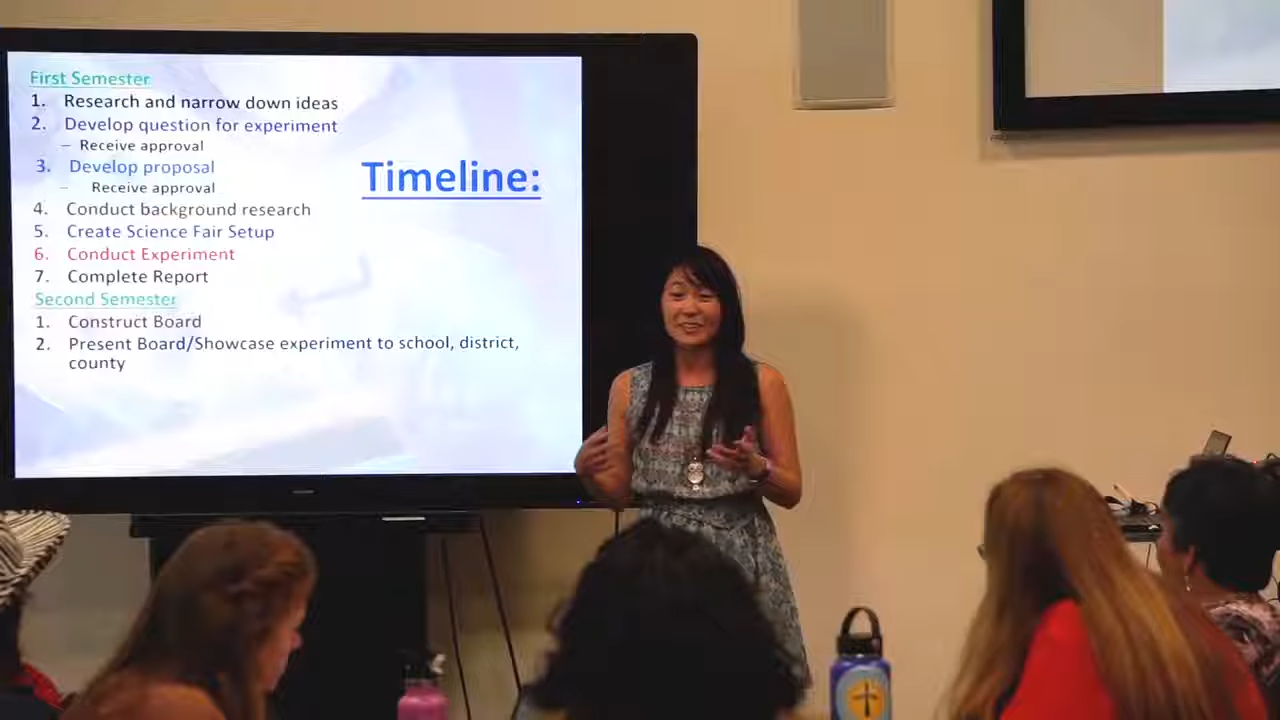 First Semester
1. Research and narrow down ideas
2. Develop question for experiment
– Receive approval
3. Develop proposal
– Receive approval
4. Conduct background research
5. Create Science Fair Setup
6. Conduct Experiment
7. Complete Report
Second Semester
1. Construct Board
2. Present Board/Showcase experiment to school, district,
county
Timeline: